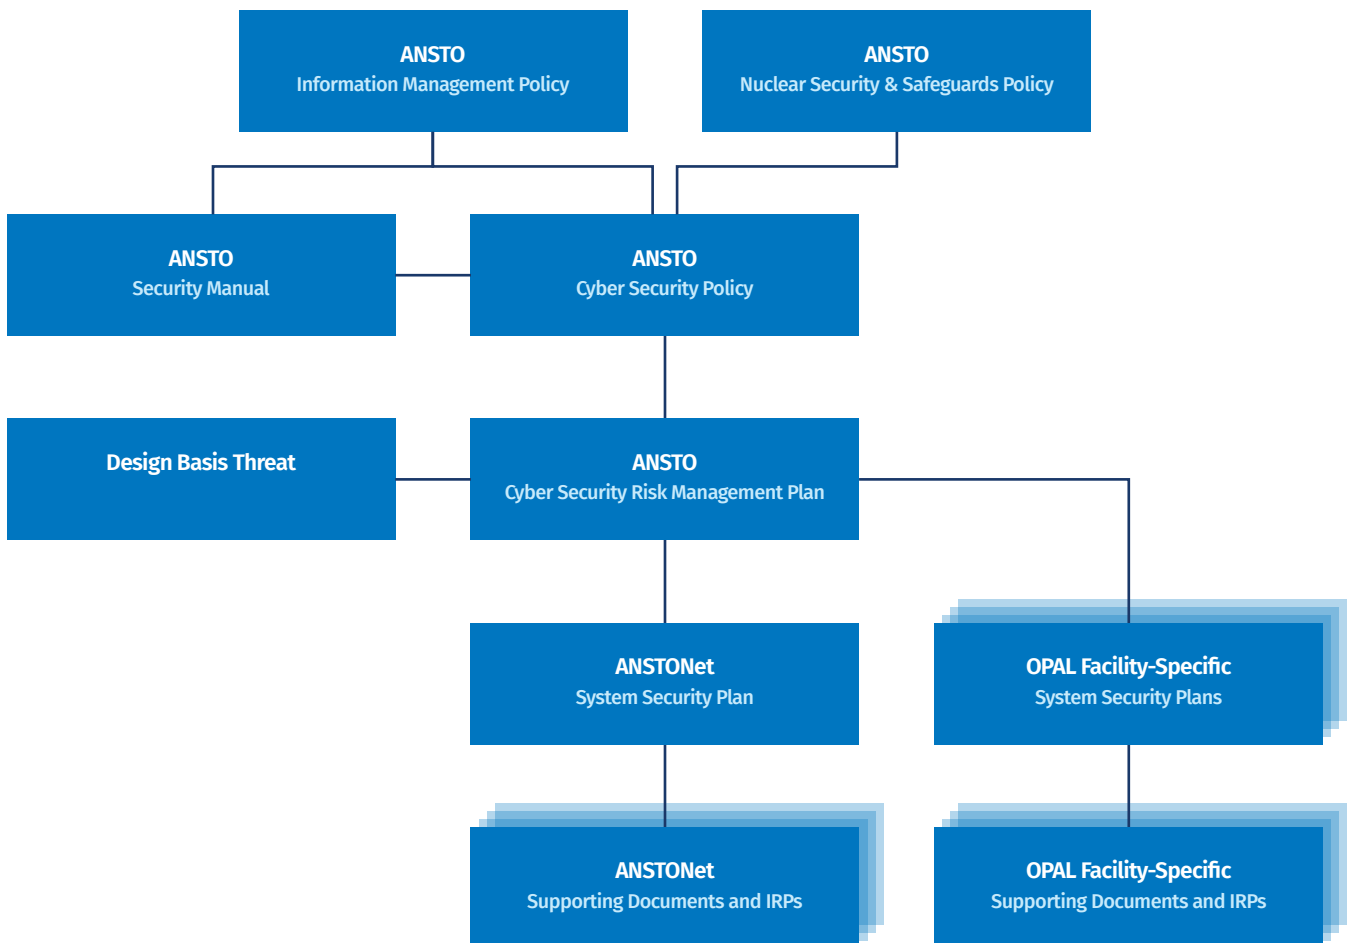 ANSTO
Information Management Policy
ANSTO
Nuclear Security & Safeguards Policy
ANSTO
Security Manual
ANSTO
Cyber Security Policy
Design Basis Threat
ANSTO
Cyber Security Risk Management Plan
ANSTONet
System Security Plan
OPAL Facility-Specific
System Security Plans
ANSTONet
Supporting Documents and IRPs
OPAL Facility-Specific
Supporting Documents and IRPs